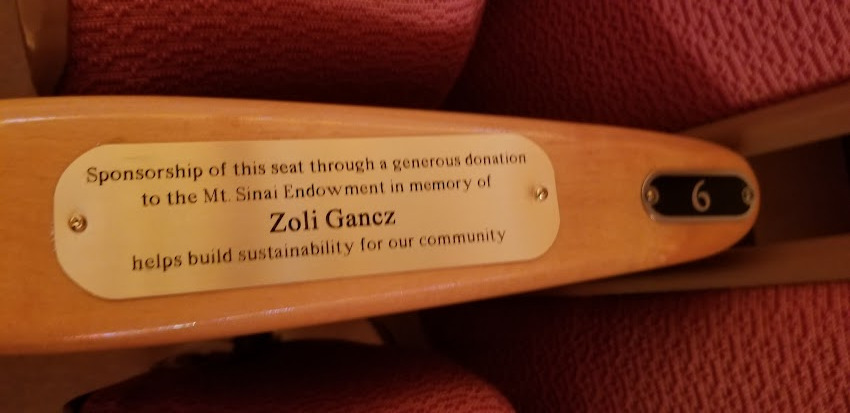 Sponsorship of this seat through a generous donation
to the Mt. Sinai Endowment in memory of
Zoli Gancz
helps build sustainability for our community
6